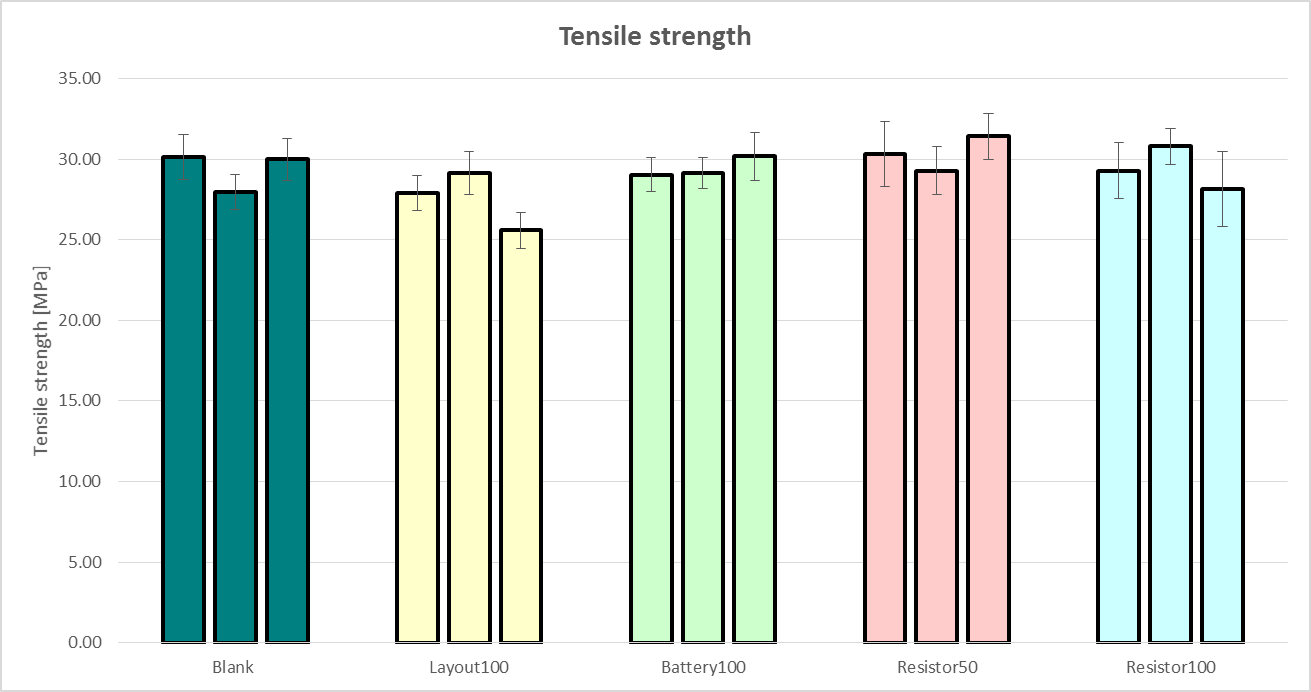 Tensile strength
35.00
30.00
25.00
20.00
15.00
10.00
5.00
0.00
Tensile strength [MPa]
Blank Layout100 Battery100 Resistor50 Resistor100